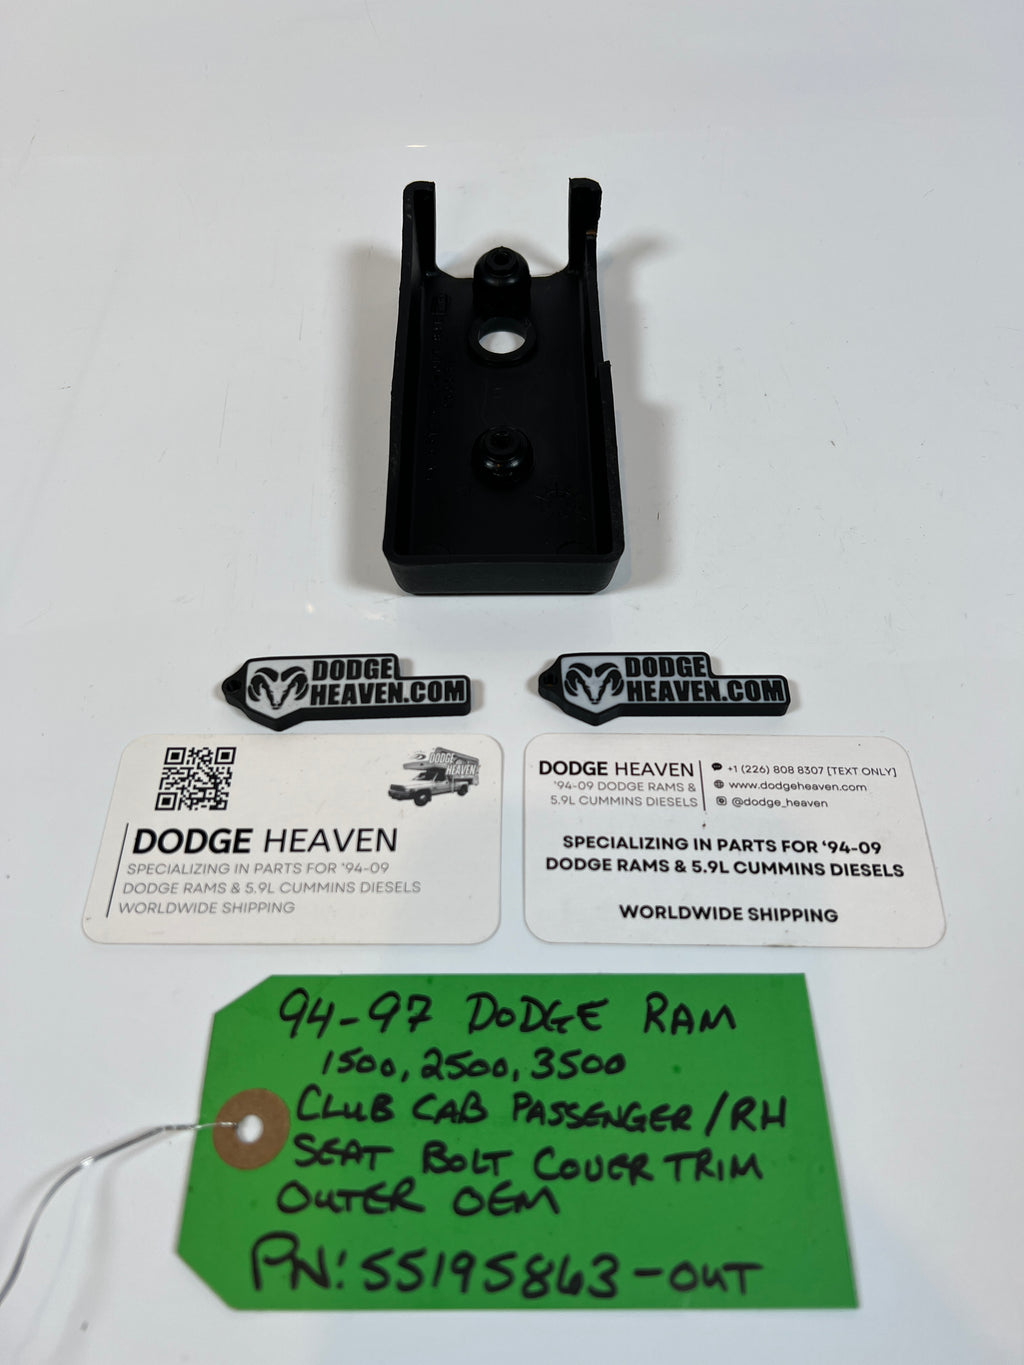 DODGE
HEAVEN.COM
DODGE
HEAVEN.COM
DODGE
HEAVEN
DODGE HEAVEN
SPECIALIZING IN PARTS FOR '94-09
DODGE RAMS & 5.9L CUMMINS DIESELS
WORLDWIDE SHIPPING
DODGE HEAVEN
'94-09 DODGE RAMS &
5.9L CUMMINS DIESELS
+1 (226) 808 8307 [TEXT ONLY]
www.dodgeheaven.com
@dodge_heaven
SPECIALIZING IN PARTS FOR '94-09
DODGE RAMS & 5.9L CUMMINS DIESELS
WORLDWIDE SHIPPING
94-97 DODGE RAM
1500, 2500, 3500
CLUB CAB PASSENGER/RH
SEAT BOLT COVER TRIM
OUTER OEM
PN: 55195863-OUT